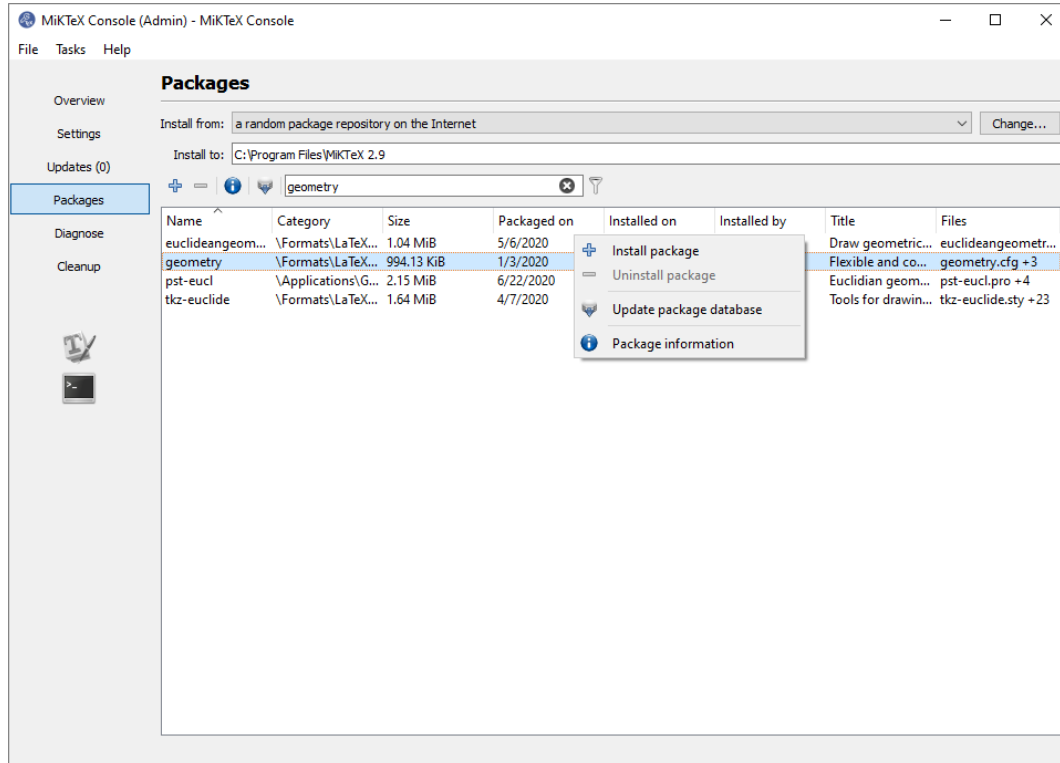 MiKTeX Console (Admin) - MiKTeX Console
File Tasks Help
Packages
Overview
Settings
Updates (0)
Packages
Diagnose
Cleanup
Install from: a random package repository on the Internet Change...
Install to: C:\Program Files\MiKTeX 2.9
geometry
Name Category Size Packaged on Installed on Installed by Title Files
euclideangeom... \Formats\LaTeX... 1.04 MiB 5/6/2020 Draw geometric... euclideangeometr...
geometry \Formats\LaTeX... 994.13 KiB 1/3/2020 Flexible and co... geometry.cfg +3
pst-eucl \Applications\G... 2.15 MiB 6/22/2020 Euclidian geom... pst-eucl.pro +4
tkz-euclide \Formats\LaTeX... 1.64 MiB 4/7/2020 Tools for drawin... tkz-euclide.sty +23
Install package
Uninstall package
Update package database
Package information